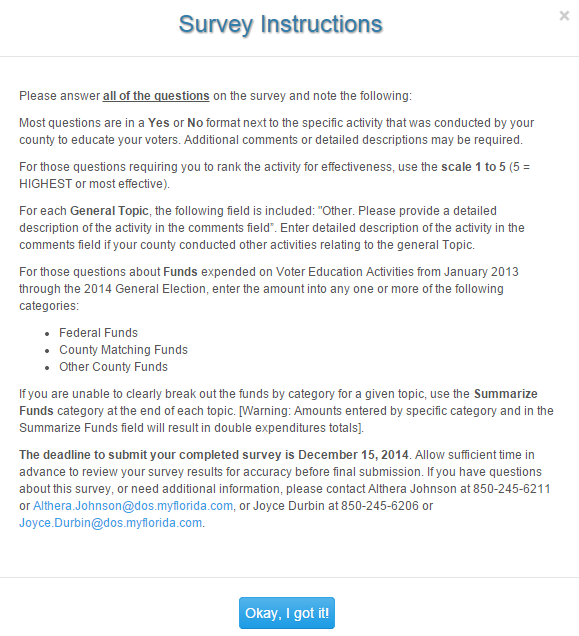 Survey Instructions
×
Please answer all of the questions on the survey and note the following:
Most questions are in a Yes or No format next to the specific activity that was conducted by your
county to educate your voters. Additional comments or detailed descriptions may be required.
For those questions requiring you to rank the activity for effectiveness, use the scale 1 to 5 (5 =
HIGHEST or most effective).
For each General Topic, the following field is included: "Other. Please provide a detailed
description of the activity in the comments field”. Enter detailed description of the activity in the
comments field if your county conducted other activities relating to the general Topic.
For those questions about Funds expended on Voter Education Activities from January 2013
through the 2014 General Election, enter the amount into any one or more of the following
categories:
• Federal Funds
• County Matching Funds
• Other County Funds
If you are unable to clearly break out the funds by category for a given topic, use the Summarize
Funds category at the end of each topic. [Warning: Amounts entered by specific category and in the
Summarize Funds field will result in double expenditures totals].
The deadline to submit your completed survey is December 15, 2014. Allow sufficient time in
advance to review your survey results for accuracy before final submission. If you have questions
about this survey, or need additional information, please contact Althera Johnson at 850-245-6211
or Althera.Johnson@dos.myflorida.com, or Joyce Durbin at 850-245-6206 or
Joyce.Durbin@dos.myflorida.com.
Okay, I got it!